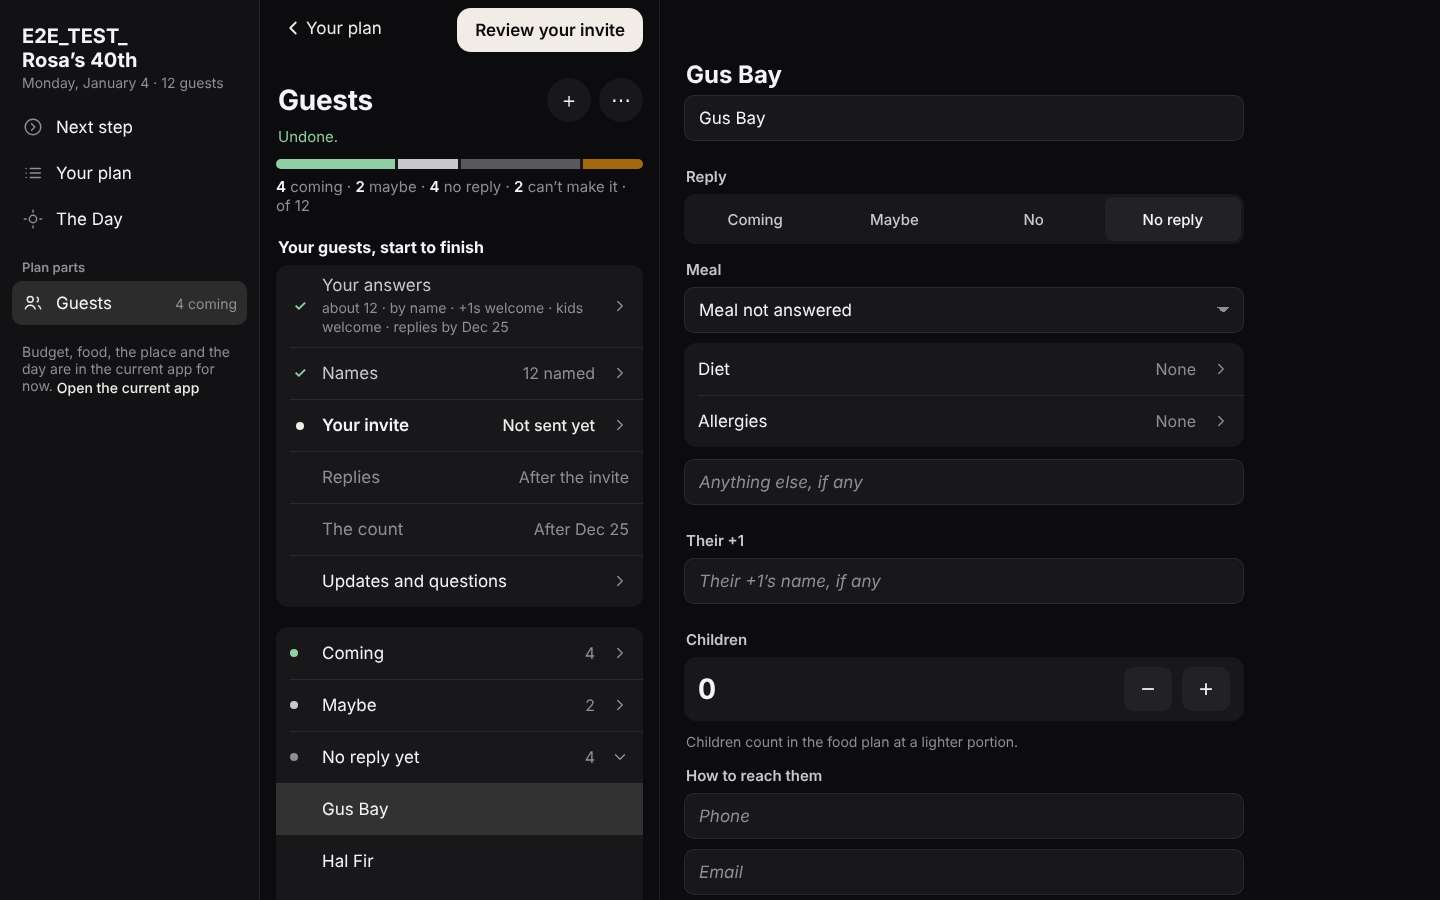 E2E_TEST_
Rosa’s 40th
Monday, January 4 · 12 guests
Next step
Your plan
The Day
Plan parts
Guests 4 coming
Budget, food, the place and the
day are in the current app for
now. Open the current app
Your plan
Review your invite
Guests
+ ···
Undone.
4 coming · 2 maybe · 4 no reply · 2 can’t make it ·
of 12
Your guests, start to finish
Your answers
about 12 · by name · +1s welcome · kids
welcome · replies by Dec 25
Names 12 named
Your invite Not sent yet
Replies After the invite
The count After Dec 25
Updates and questions
Coming 4
Maybe 2
No reply yet 4
Gus Bay
Hal Fir
Gus Bay
Gus Bay
Reply
Coming Maybe No No reply
Meal
Meal not answered
Diet None
Allergies None
Anything else, if any
Their +1
Their +1’s name, if any
Children
0 − +
Children count in the food plan at a lighter portion.
How to reach them
Phone
Email